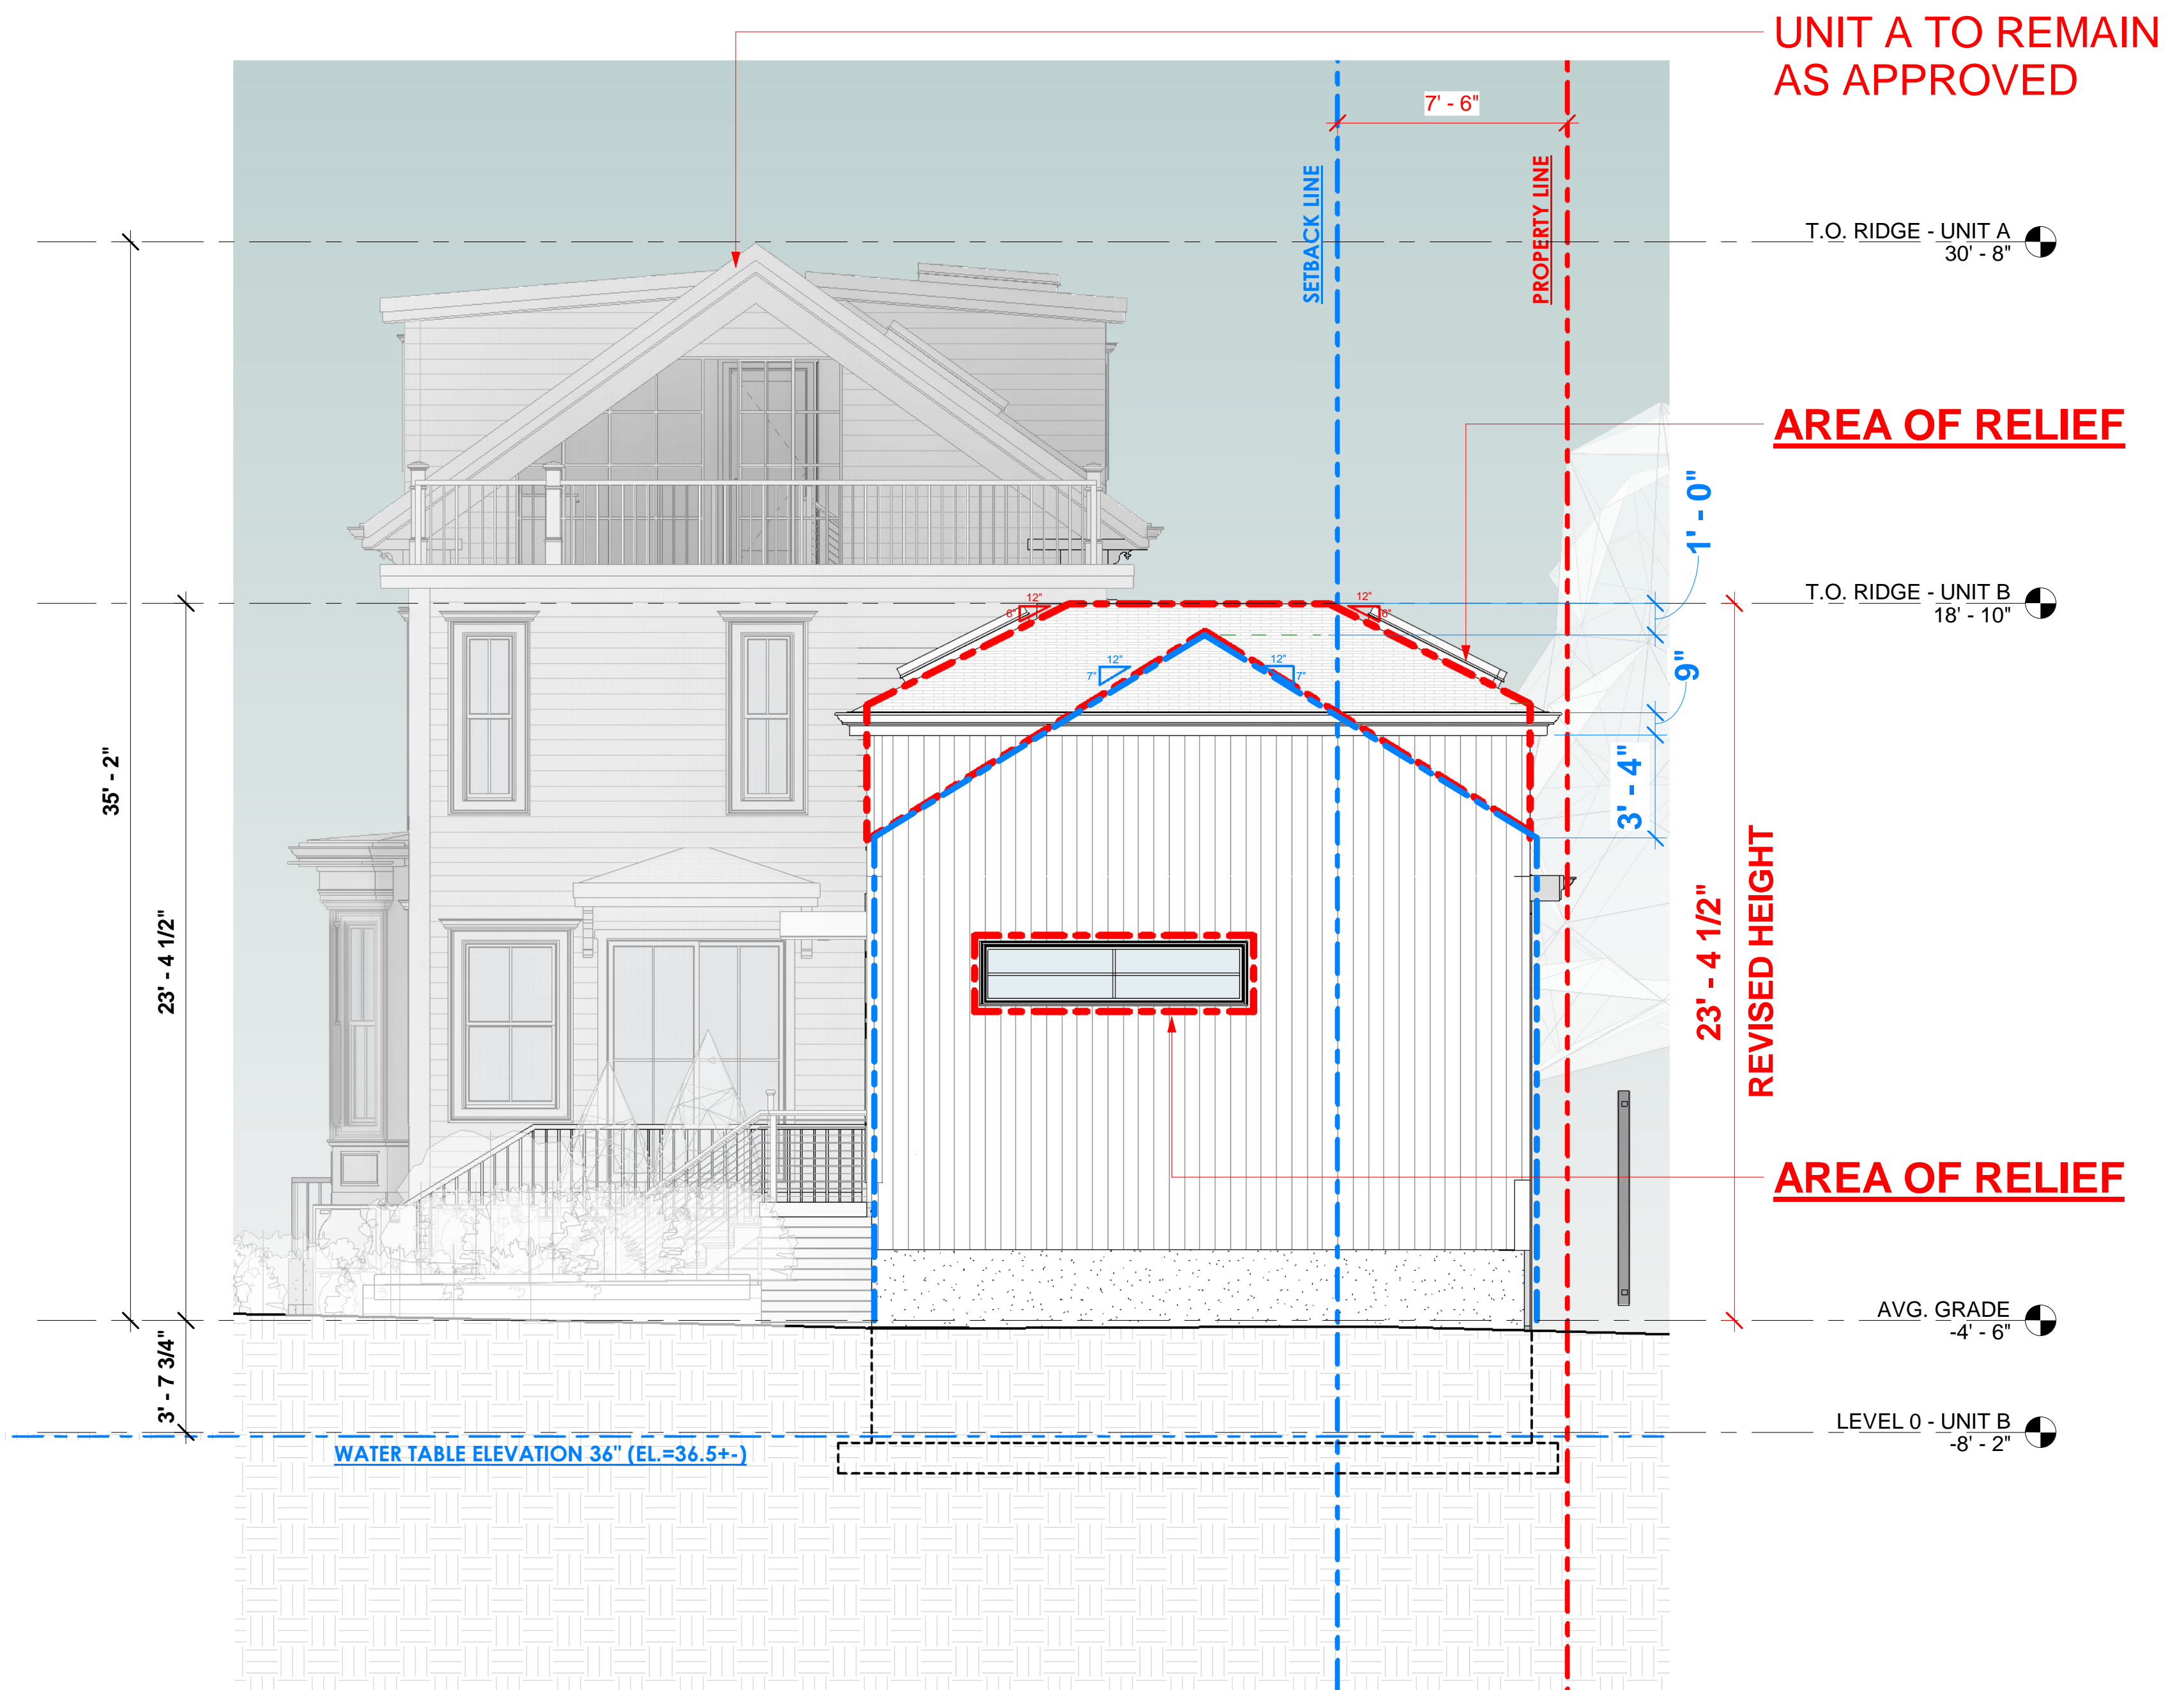 UNIT A TO REMAIN
AS APPROVED
7' - 6"
SETBACK LINE
PROPERTY LINE
T.O. RIDGE - UNIT A
30' - 8"
AREA OF RELIEF
1' - 0"
T.O. RIDGE - UNIT B
18' - 10"
12"
6"
12"
6"
12"
7"
12"
7"
9"
3' - 4"
35' - 2"
23' - 4 1/2"
23' - 4 1/2"
REVISED HEIGHT
AREA OF RELIEF
AVG. GRADE
-4' - 6"
3' - 7 3/4"
LEVEL 0 - UNIT B
-8' - 2"
WATER TABLE ELEVATION 36" (EL.=36.5+-)